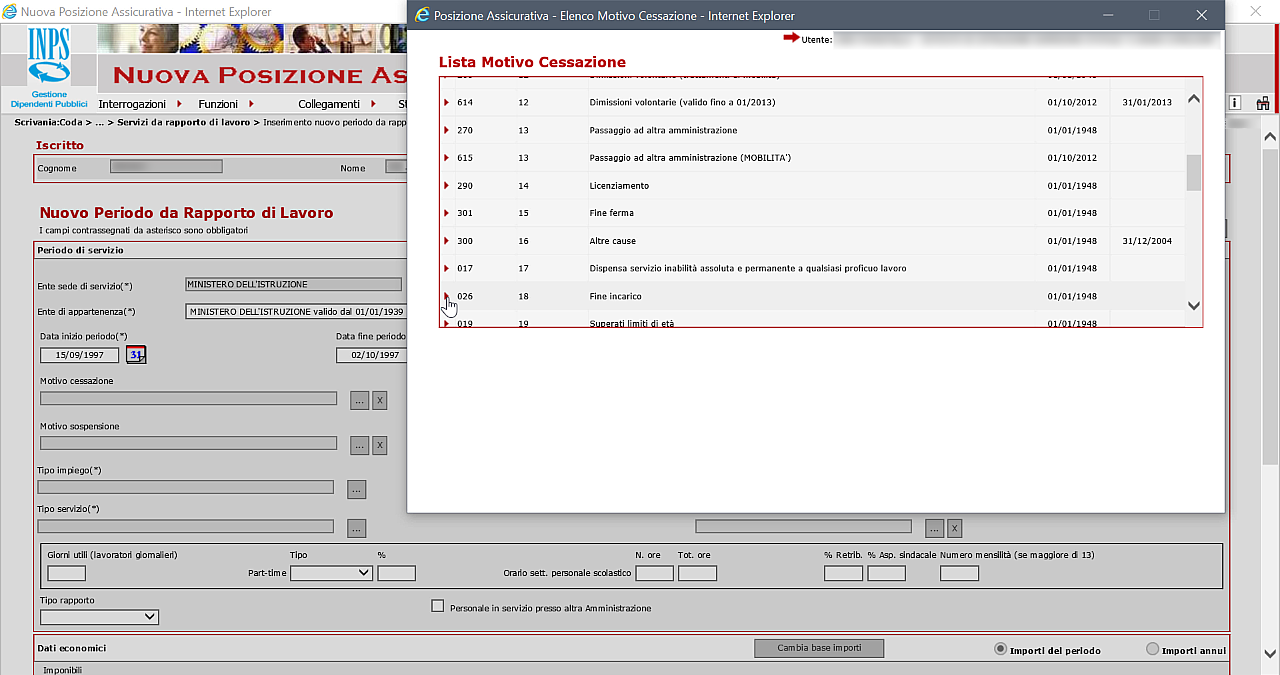 Nuova Posizione Assicurativa - Internet Explorer
INPS
Gestione
Dipendenti Pubblici
NUOVA POSIZIONE AS
Interrogazioni Funzioni Collegamenti S
Scrivania:Coda > ... > Servizi da rapporto di lavoro > Inserimento nuovo periodo da rapp
Iscritto
Cognome Nome
Nuovo Periodo da Rapporto di Lavoro
I campi contrassegnati da asterisco sono obbligatori
Periodo di servizio
Ente sede di servizio(*) MINISTERO DELL'ISTRUZIONE
Ente di appartenenza(*) MINISTERO DELL'ISTRUZIONE valido dal 01/01/1939
Data inizio periodo(*) Data fine periodo
15/09/1997 31 02/10/1997
Motivo cessazione
... X
Motivo sospensione
... X
Tipo impiego(*)
...
Tipo servizio(*)
... ... X
Giorni utili (lavoratori giornalieri) Tipo % N. ore Tot. ore % Retrib. % Asp. sindacale Numero mensilità (se maggiore di 13)
Part-time Orario sett. personale scolastico
Tipo rapporto
Personale in servizio presso altra Amministrazione
Dati economici Cambia base importi Importi del periodo Importi annui
Imponibili
Posizione Assicurativa - Elenco Motivo Cessazione - Internet Explorer
Utente:
Lista Motivo Cessazione
614 12 Dimissioni volontarie (valido fino a 01/2013) 01/10/2012 31/01/2013
270 13 Passaggio ad altra amministrazione 01/01/1948
615 13 Passaggio ad altra amministrazione (MOBILITA') 01/10/2012
290 14 Licenziamento 01/01/1948
301 15 Fine ferma 01/01/1948
300 16 Altre cause 01/01/1948 31/12/2004
017 17 Dispensa servizio inabilità assoluta e permanente a qualsiasi proficuo lavoro 01/01/1948
026 18 Fine incarico 01/01/1948
019 19 Superati limiti di età 01/01/1948